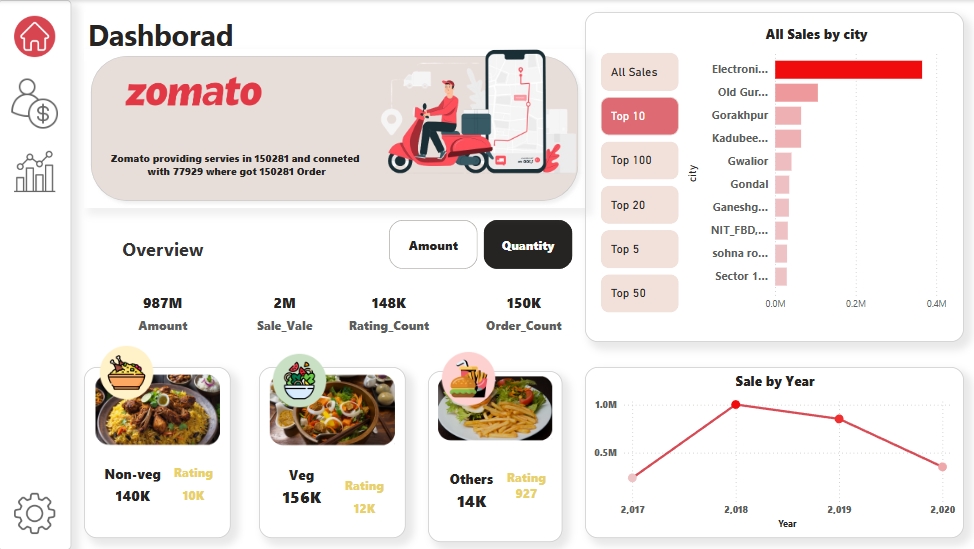 Dashborad
zomato
Zomato providing servies in 150281 and conneted
with 77929 where got 150281 Order
Overview
Amount
Quantity
987M
Amount
2M
Sale_Vale
148K
Rating_Count
150K
Order_Count
Non-veg
140K
Rating
10K
Veg
156K
Rating
12K
Others
14K
Rating
927
All Sales by city
All Sales
Top 10
Top 100
Top 20
Top 5
Top 50
city
Electroni...
Old Gur...
Gorakhpur
Kadubee...
Gwalior
Gondal
Ganeshg...
NIT_FBD,...
sohna ro...
Sector 1...
0.0M 0.2M 0.4M
Sale by Year
1.0M
0.5M
2,017 2,018 2,019 2,020
Year